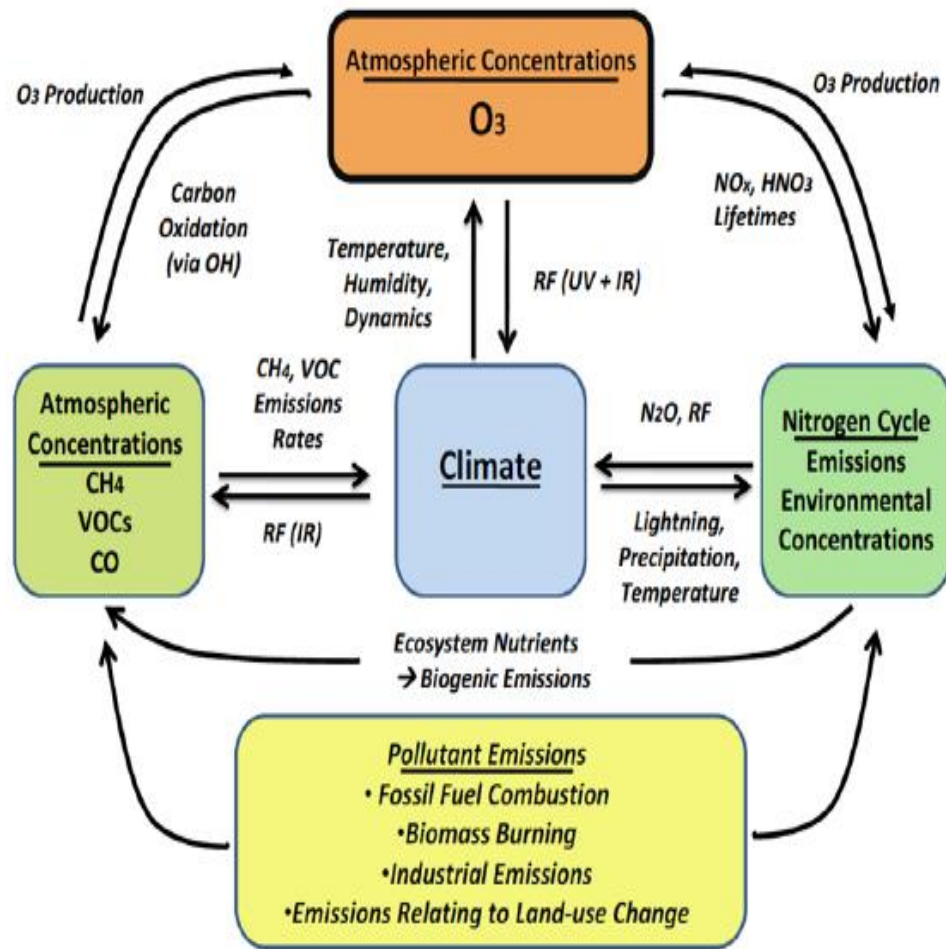 Atmospheric Concentrations
O₃
O₃ Production
O₃ Production
Carbon
Oxidation
(via OH)
NOₓ, HNO₃
Lifetimes
Temperature,
Humidity,
Dynamics
RF (UV + IR)
Atmospheric
Concentrations
CH₄
VOCs
CO
CH₄, VOC
Emissions
Rates
RF (IR)
Climate
N₂O, RF
Lightning,
Precipitation,
Temperature
Nitrogen Cycle
Emissions
Environmental
Concentrations
Ecosystem Nutrients
→ Biogenic Emissions
Pollutant Emissions
• Fossil Fuel Combustion
•Biomass Burning
•Industrial Emissions
•Emissions Relating to Land-use Change